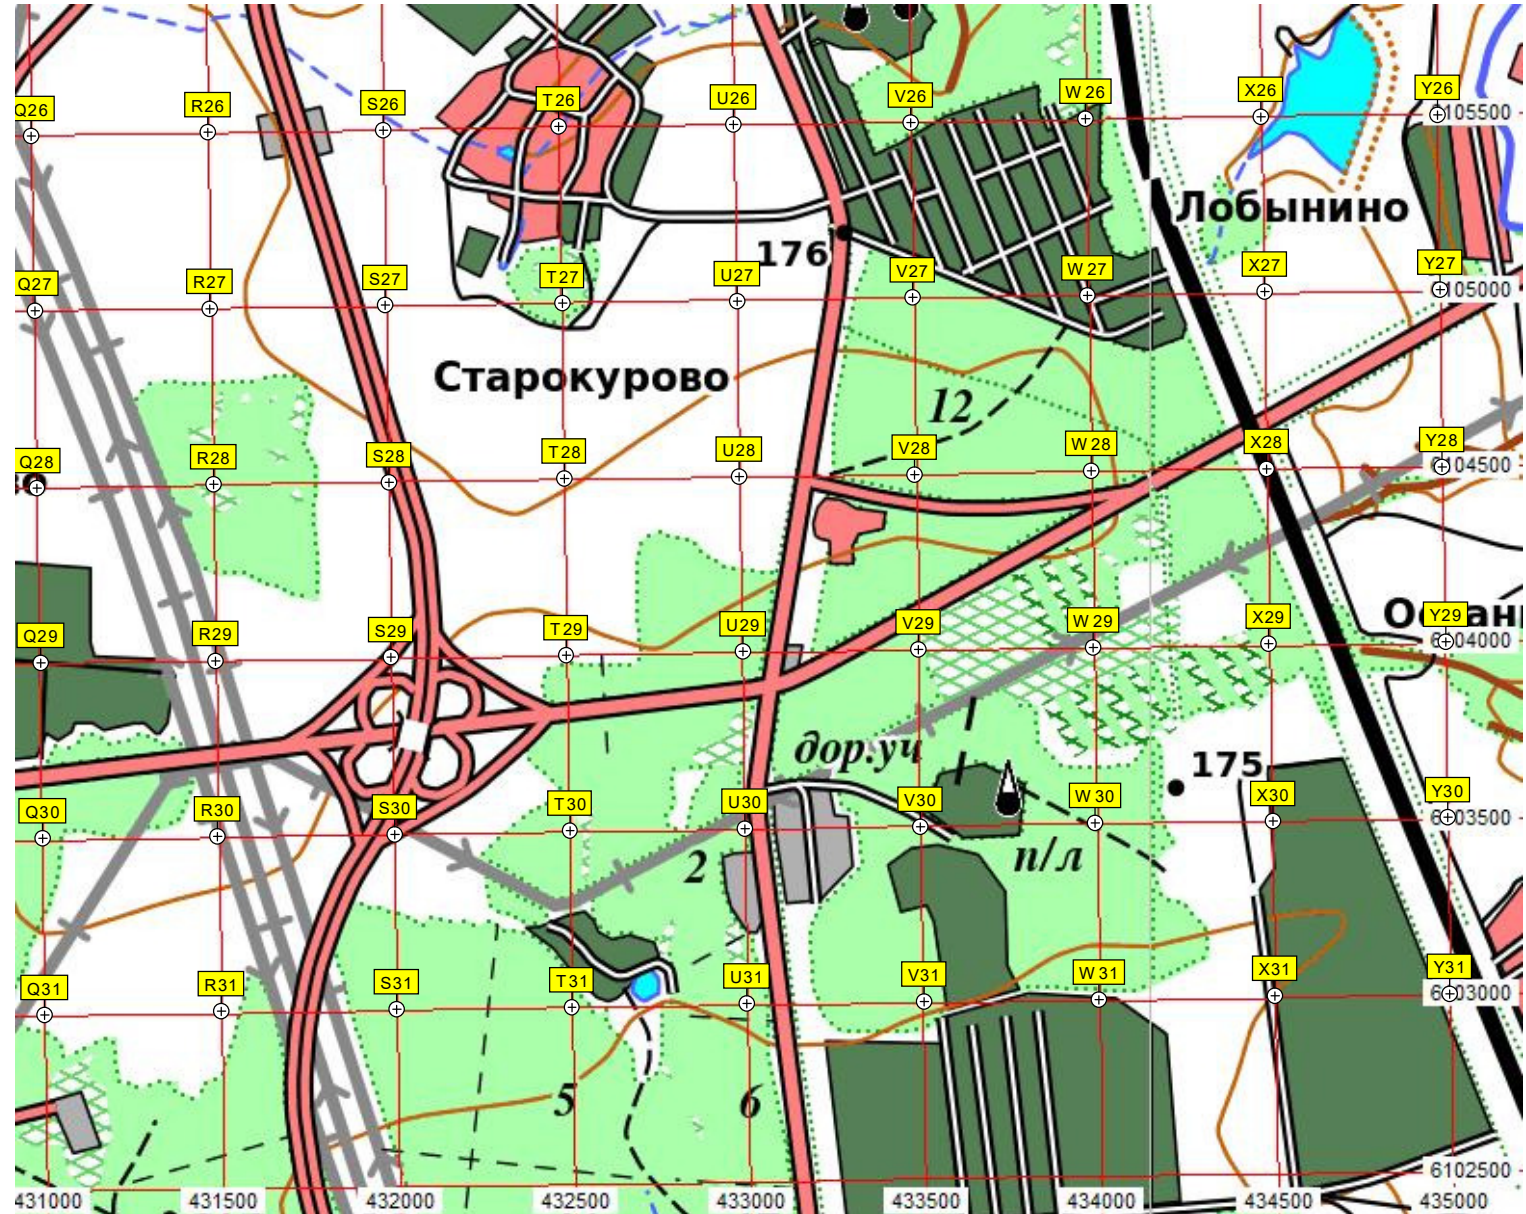 Q26 R26 S26 T26 U26 V26 W26 X26 Y26
105500
Лобынино
176
Q27 R27 S27 T27 U27 V27 W27 X27 Y27
105000
Старокурово
12
Q28 R28 S28 T28 U28 V28 W28 X28 Y28
104500
Q29 R29 S29 T29 U29 V29 W29 X29 Y29
6104000
дор.уч
175
Q30 R30 S30 T30 U30 V30 W30 X30 Y30
6103500
2
п/л
Q31 R31 S31 T31 U31 V31 W31 X31 Y31
6103000
5
6
6102500
431000 431500 432000 432500 433000 433500 434000 434500 435000